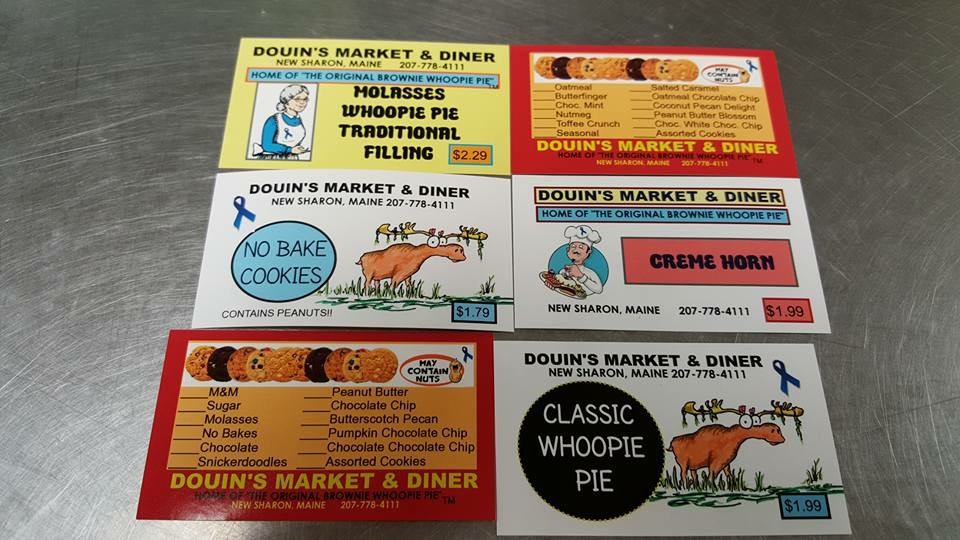 DOUIN'S MARKET & DINER
NEW SHARON, MAINE 207-778-4111
HOME OF "THE ORIGINAL BROWNIE WHOOPIE PIE"
TM
MOLASSES
WHOOPIE PIE
TRADITIONAL
FILLING
$2.29
MAY
CONTAIN
NUTS
Oatmeal Salted Caramel
Butterfinger Oatmeal Chocolate Chip
Choc. Mint Coconut Pecan Delight
Nutmeg Peanut Butter Blossom
Toffee Crunch Choc. White Choc. Chip
Seasonal Assorted Cookies
DOUIN'S MARKET & DINER
HOME OF "THE ORIGINAL BROWNIE WHOOPIE PIE" TM
NEW SHARON, MAINE 207-778-4111
DOUIN'S MARKET & DINER
NEW SHARON, MAINE 207-778-4111
NO BAKE
COOKIES
CONTAINS PEANUTS!!
$1.79
DOUIN'S MARKET & DINER
HOME OF "THE ORIGINAL BROWNIE WHOOPIE PIE"
CREME HORN
NEW SHARON, MAINE 207-778-4111
$1.99
MAY
CONTAIN
NUTS
M&M Peanut Butter
Sugar Chocolate Chip
Molasses Butterscotch Pecan
No Bakes Pumpkin Chocolate Chip
Chocolate Chocolate Chocolate Chip
Snickerdoodles Assorted Cookies
DOUIN'S MARKET & DINER
HOME OF "THE ORIGINAL BROWNIE WHOOPIE PIE" TM
NEW SHARON, MAINE 207-778-4111
DOUIN'S MARKET & DINER
NEW SHARON, MAINE 207-778-4111
CLASSIC
WHOOPIE
PIE
$1.99